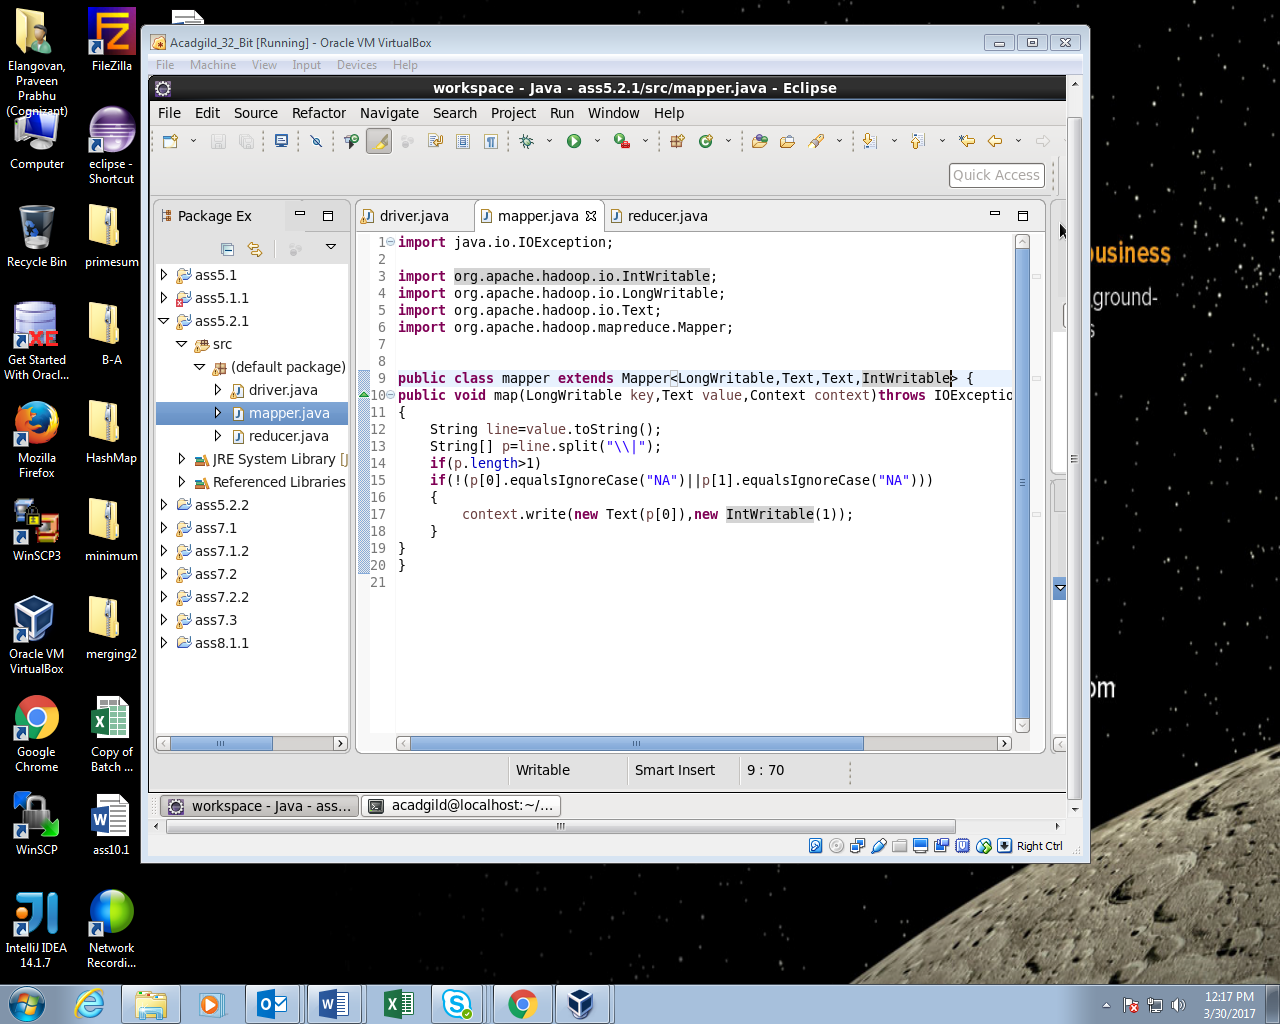 Elangovan,
Praveen
Prabhu
(Cognizant)
FileZilla
Computer
eclipse -
Shortcut
Recycle Bin
primesum
Get Started
With Oracl...
B-A
Mozilla
Firefox
HashMap
WinSCP3
minimum
Oracle VM
VirtualBox
merging2
Google
Chrome
Copy of
Batch ...
WinSCP
ass10.1
IntelliJ IDEA
14.1.7
Network
Recordi...
Acadgild_32_Bit [Running] - Oracle VM VirtualBox
File Machine View Input Devices Help
workspace - Java - ass5.2.1/src/mapper.java - Eclipse
File Edit Source Refactor Navigate Search Project Run Window Help
Quick Access
Package Ex
ass5.1
ass5.1.1
ass5.2.1
src
(default package)
driver.java
mapper.java
reducer.java
JRE System Library [J
Referenced Libraries
ass5.2.2
ass7.1
ass7.1.2
ass7.2
ass7.2.2
ass7.3
ass8.1.1
driver.java mapper.java reducer.java
1 import java.io.IOException;
2
3 import org.apache.hadoop.io.IntWritable;
4 import org.apache.hadoop.io.LongWritable;
5 import org.apache.hadoop.io.Text;
6 import org.apache.hadoop.mapreduce.Mapper;
7
8
9 public class mapper extends Mapper<LongWritable,Text,Text,IntWritable> {
10 public void map(LongWritable key,Text value,Context context)throws IOExceptio
11 {
12 String line=value.toString();
13 String[] p=line.split("\\|");
14 if(p.length>1)
15 if(!(p[0].equalsIgnoreCase("NA")||p[1].equalsIgnoreCase("NA")))
16 {
17 context.write(new Text(p[0]),new IntWritable(1));
18 }
19 }
20 }
21
Writable Smart Insert 9 : 70
workspace - Java - ass... acadgild@localhost:~/...
Right Ctrl
business
ground-
s
om
12:17 PM
3/30/2017